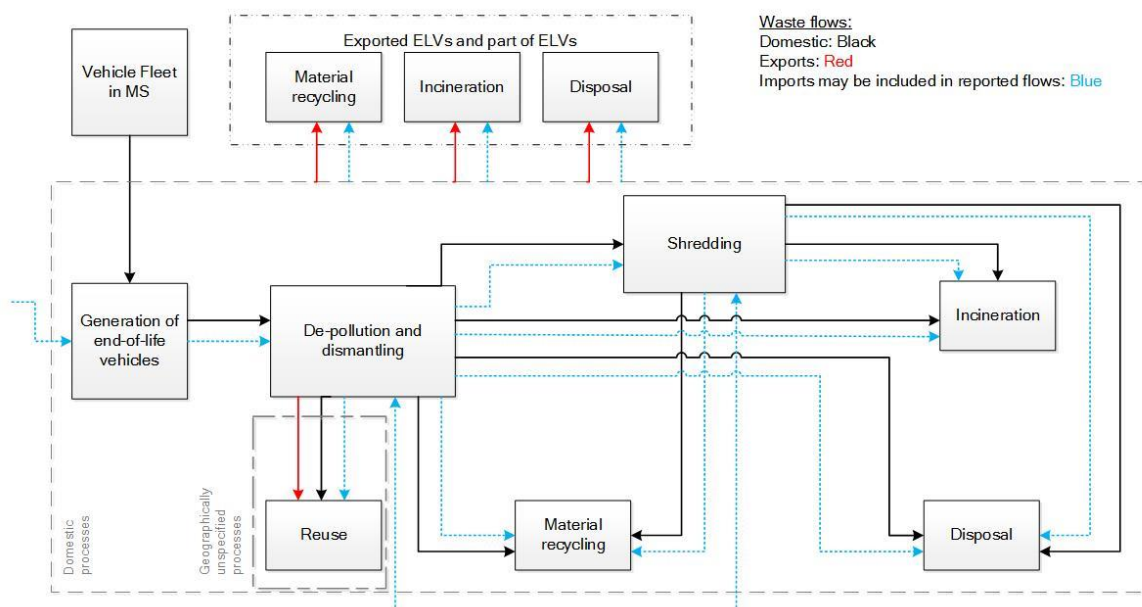 Waste flows:
Domestic: Black
Exports: Red
Imports may be included in reported flows: Blue
Exported ELVs and part of ELVs
Vehicle Fleet
in MS
Material
recycling
Incineration
Disposal
Shredding
Generation of
end-of-life
vehicles
De-pollution and
dismantling
Incineration
Domestic
processes
Geographically
unspecified
processes
Reuse
Material
recycling
Disposal